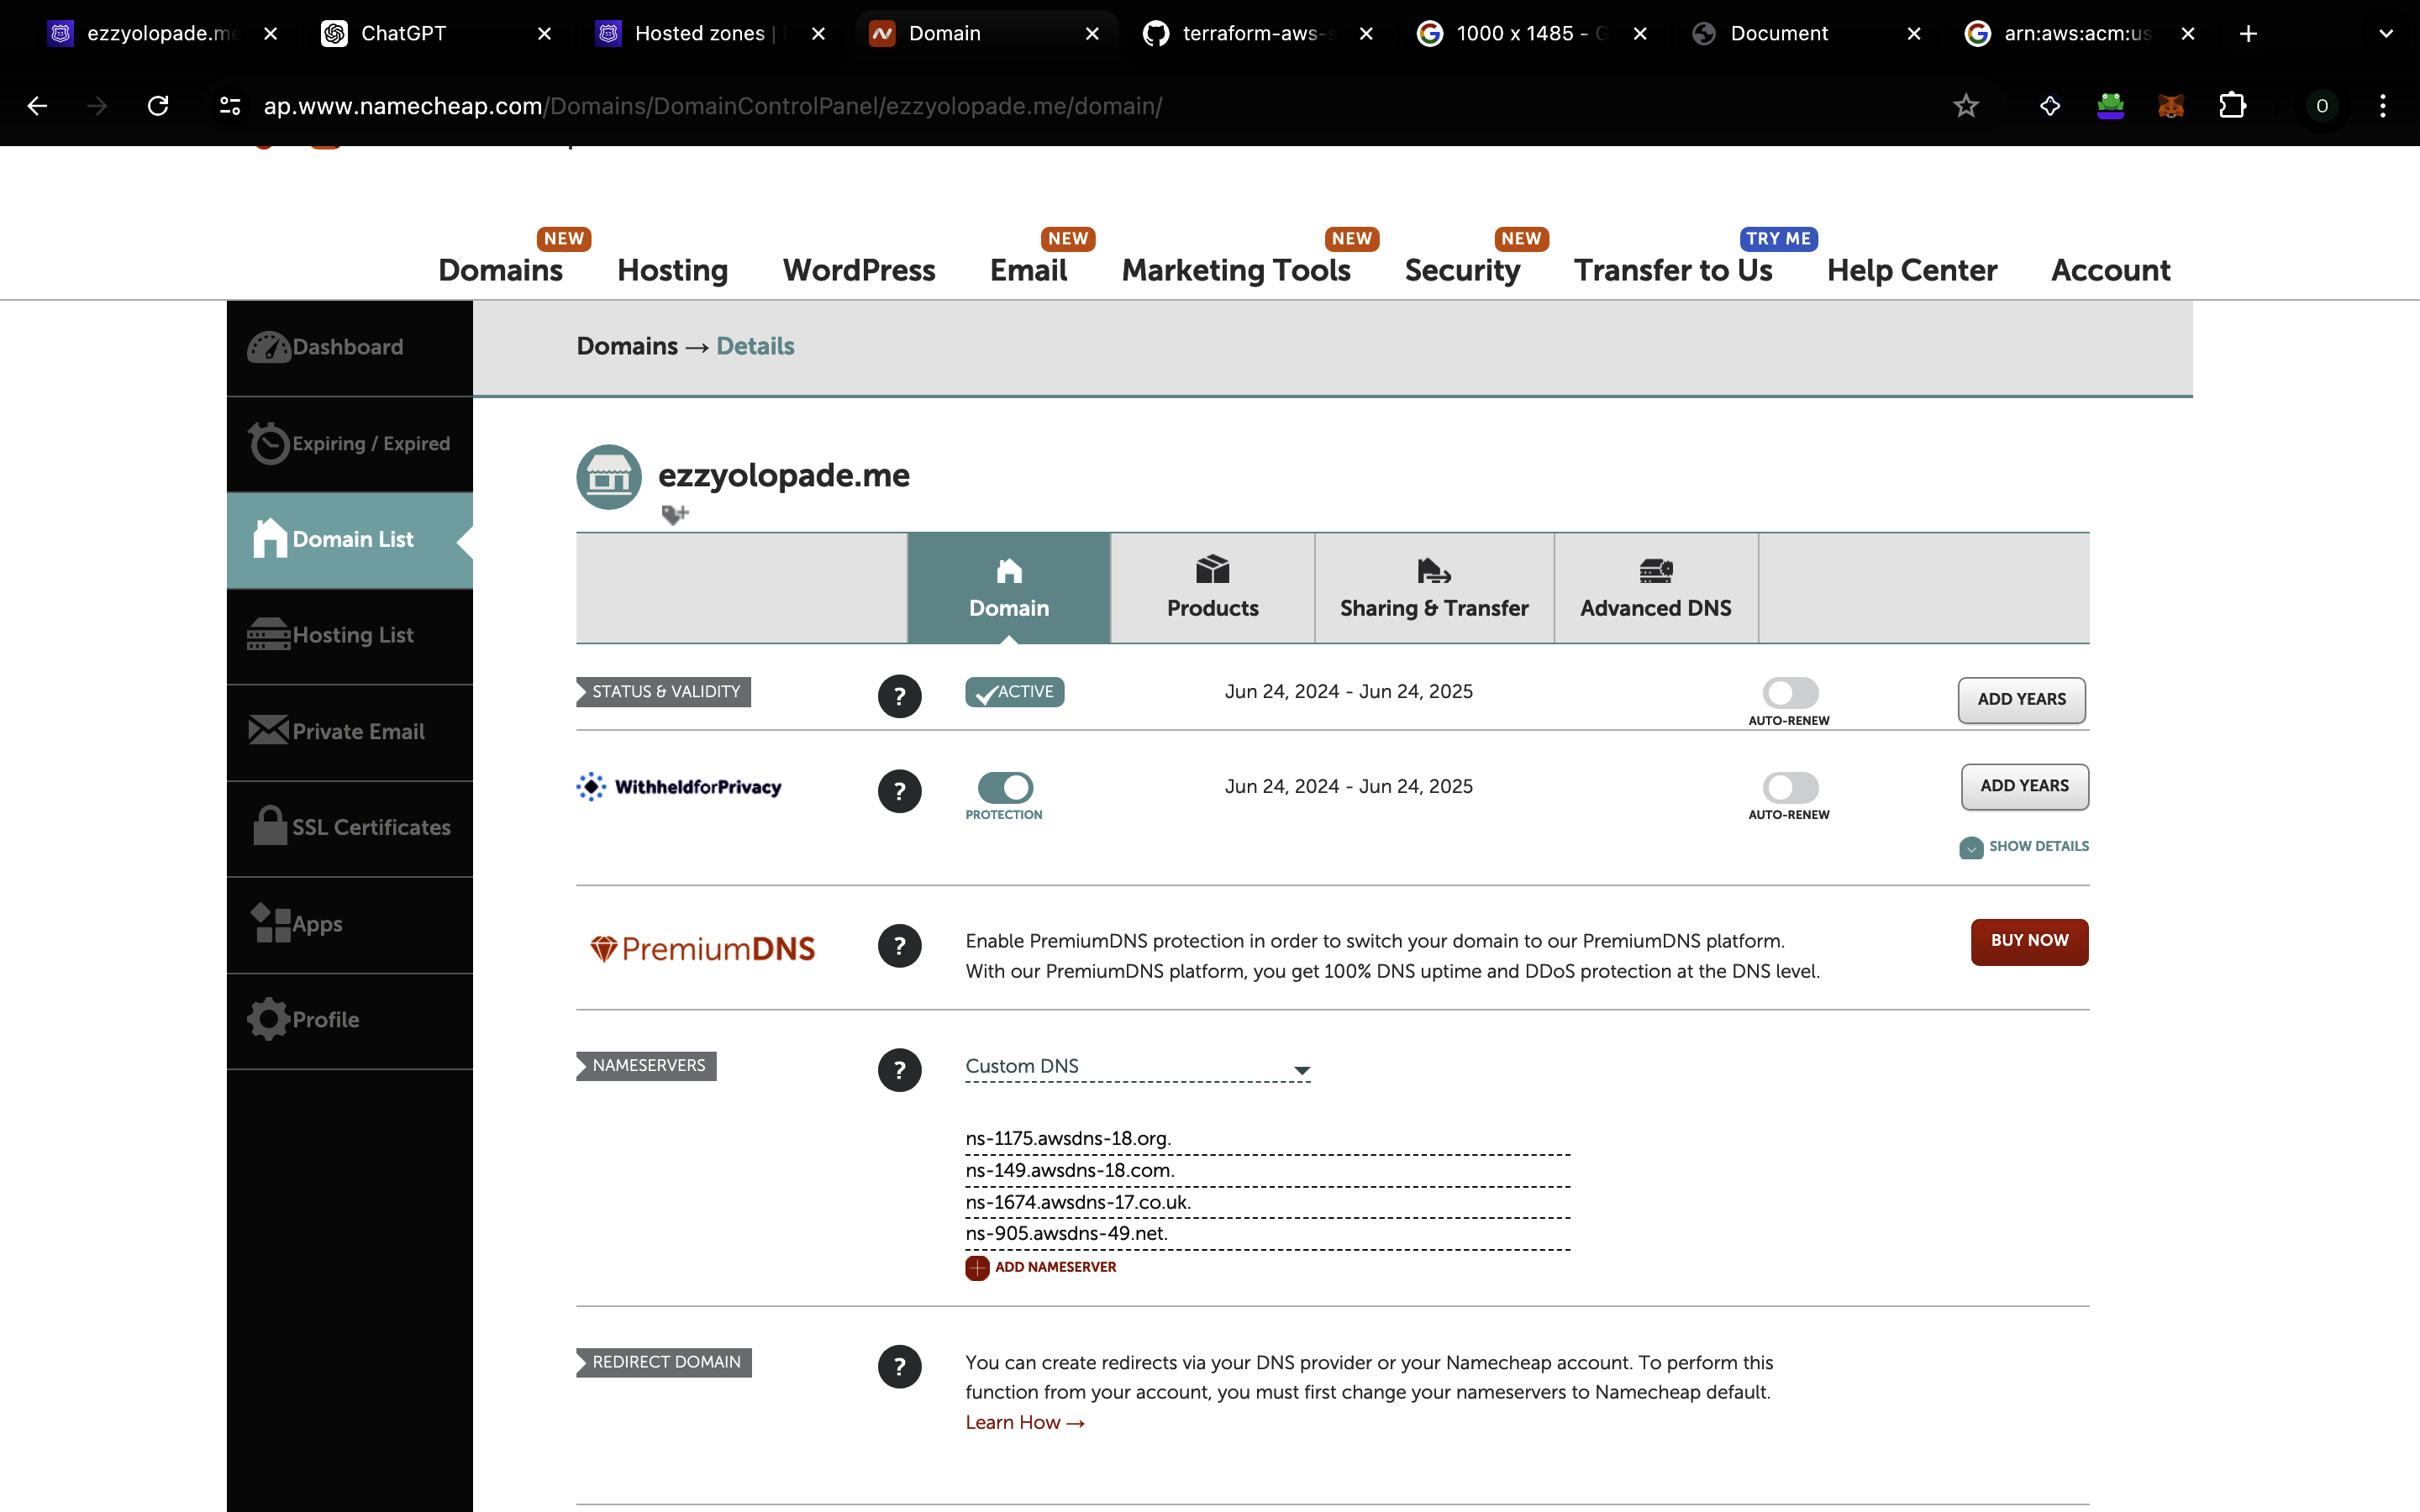 ezzyolopade.me
ChatGPT
Hosted zones |
Domain
terraform-aws-s
1000 x 1485 - G
Document
arn:aws:acm:us
ap.www.namecheap.com/Domains/DomainControlPanel/ezzyolopade.me/domain/
O
NEW
NEW
NEW
NEW
TRY ME
Domains
Hosting
WordPress
Email
Marketing Tools
Security
Transfer to Us
Help Center
Account
Dashboard
Expiring / Expired
Domain List
Hosting List
Private Email
SSL Certificates
Apps
Profile
Domains → Details
ezzyolopade.me
Domain
Products
Sharing & Transfer
Advanced DNS
STATUS & VALIDITY
?
ACTIVE
Jun 24, 2024 - Jun 24, 2025
AUTO-RENEW
ADD YEARS
WithheldforPrivacy
?
PROTECTION
Jun 24, 2024 - Jun 24, 2025
AUTO-RENEW
ADD YEARS
SHOW DETAILS
PremiumDNS
?
Enable PremiumDNS protection in order to switch your domain to our PremiumDNS platform.
With our PremiumDNS platform, you get 100% DNS uptime and DDoS protection at the DNS level.
BUY NOW
NAMESERVERS
?
Custom DNS
ns-1175.awsdns-18.org.
ns-149.awsdns-18.com.
ns-1674.awsdns-17.co.uk.
ns-905.awsdns-49.net.
ADD NAMESERVER
REDIRECT DOMAIN
?
You can create redirects via your DNS provider or your Namecheap account. To perform this
function from your account, you must first change your nameservers to Namecheap default.
Learn How →